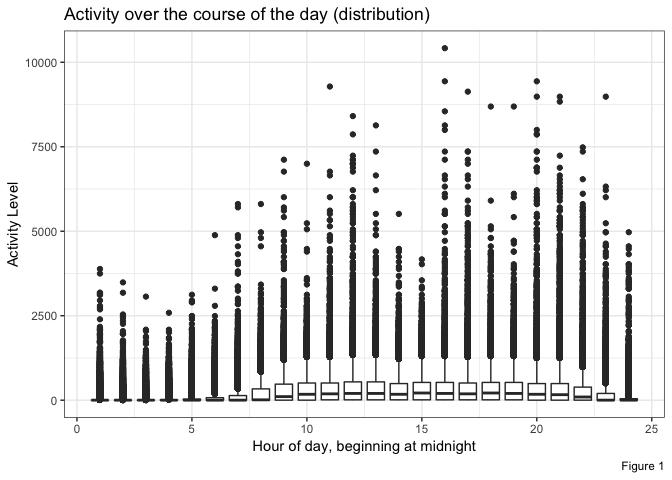 Activity over the course of the day (distribution)
10000
7500
5000
2500
0
Activity Level
0 5 10 15 20 25
Hour of day, beginning at midnight
Figure 1